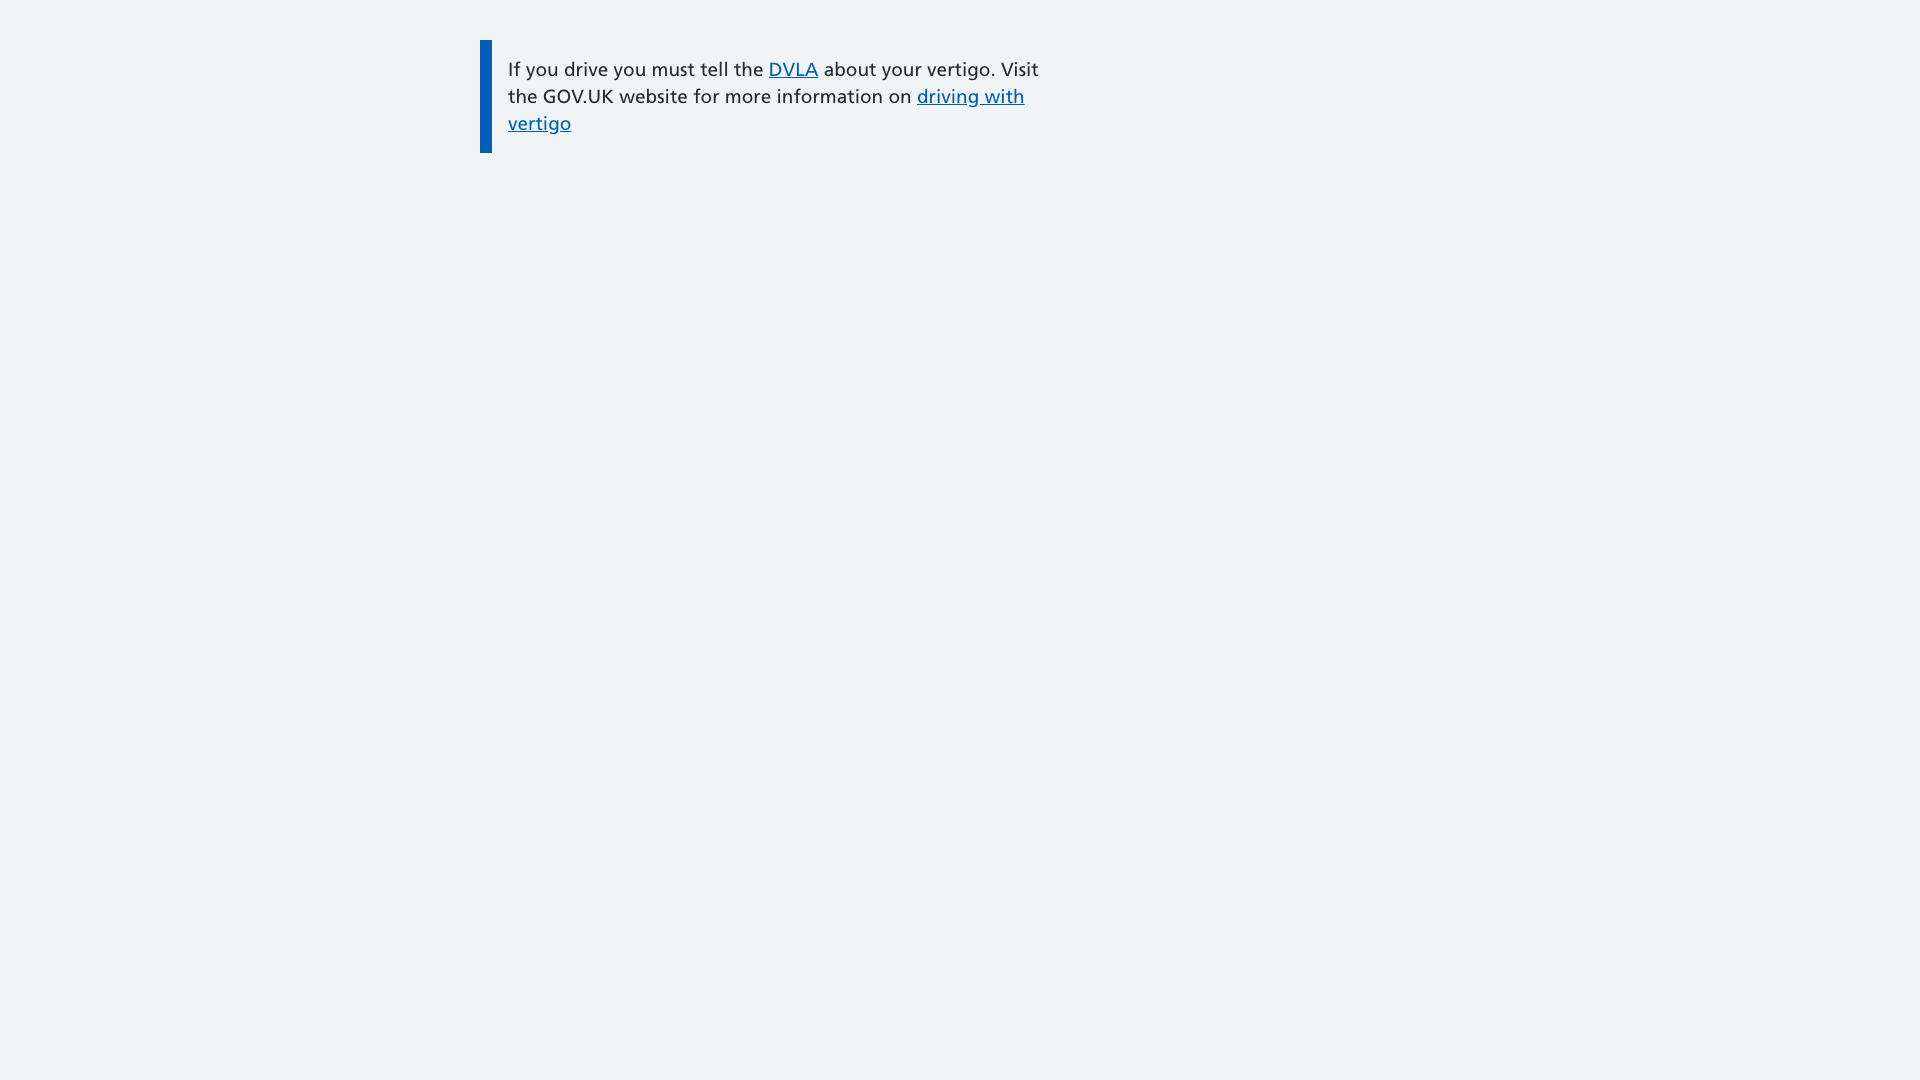 If you drive you must tell the DVLA about your vertigo. Visit
the GOV.UK website for more information on driving with
vertigo